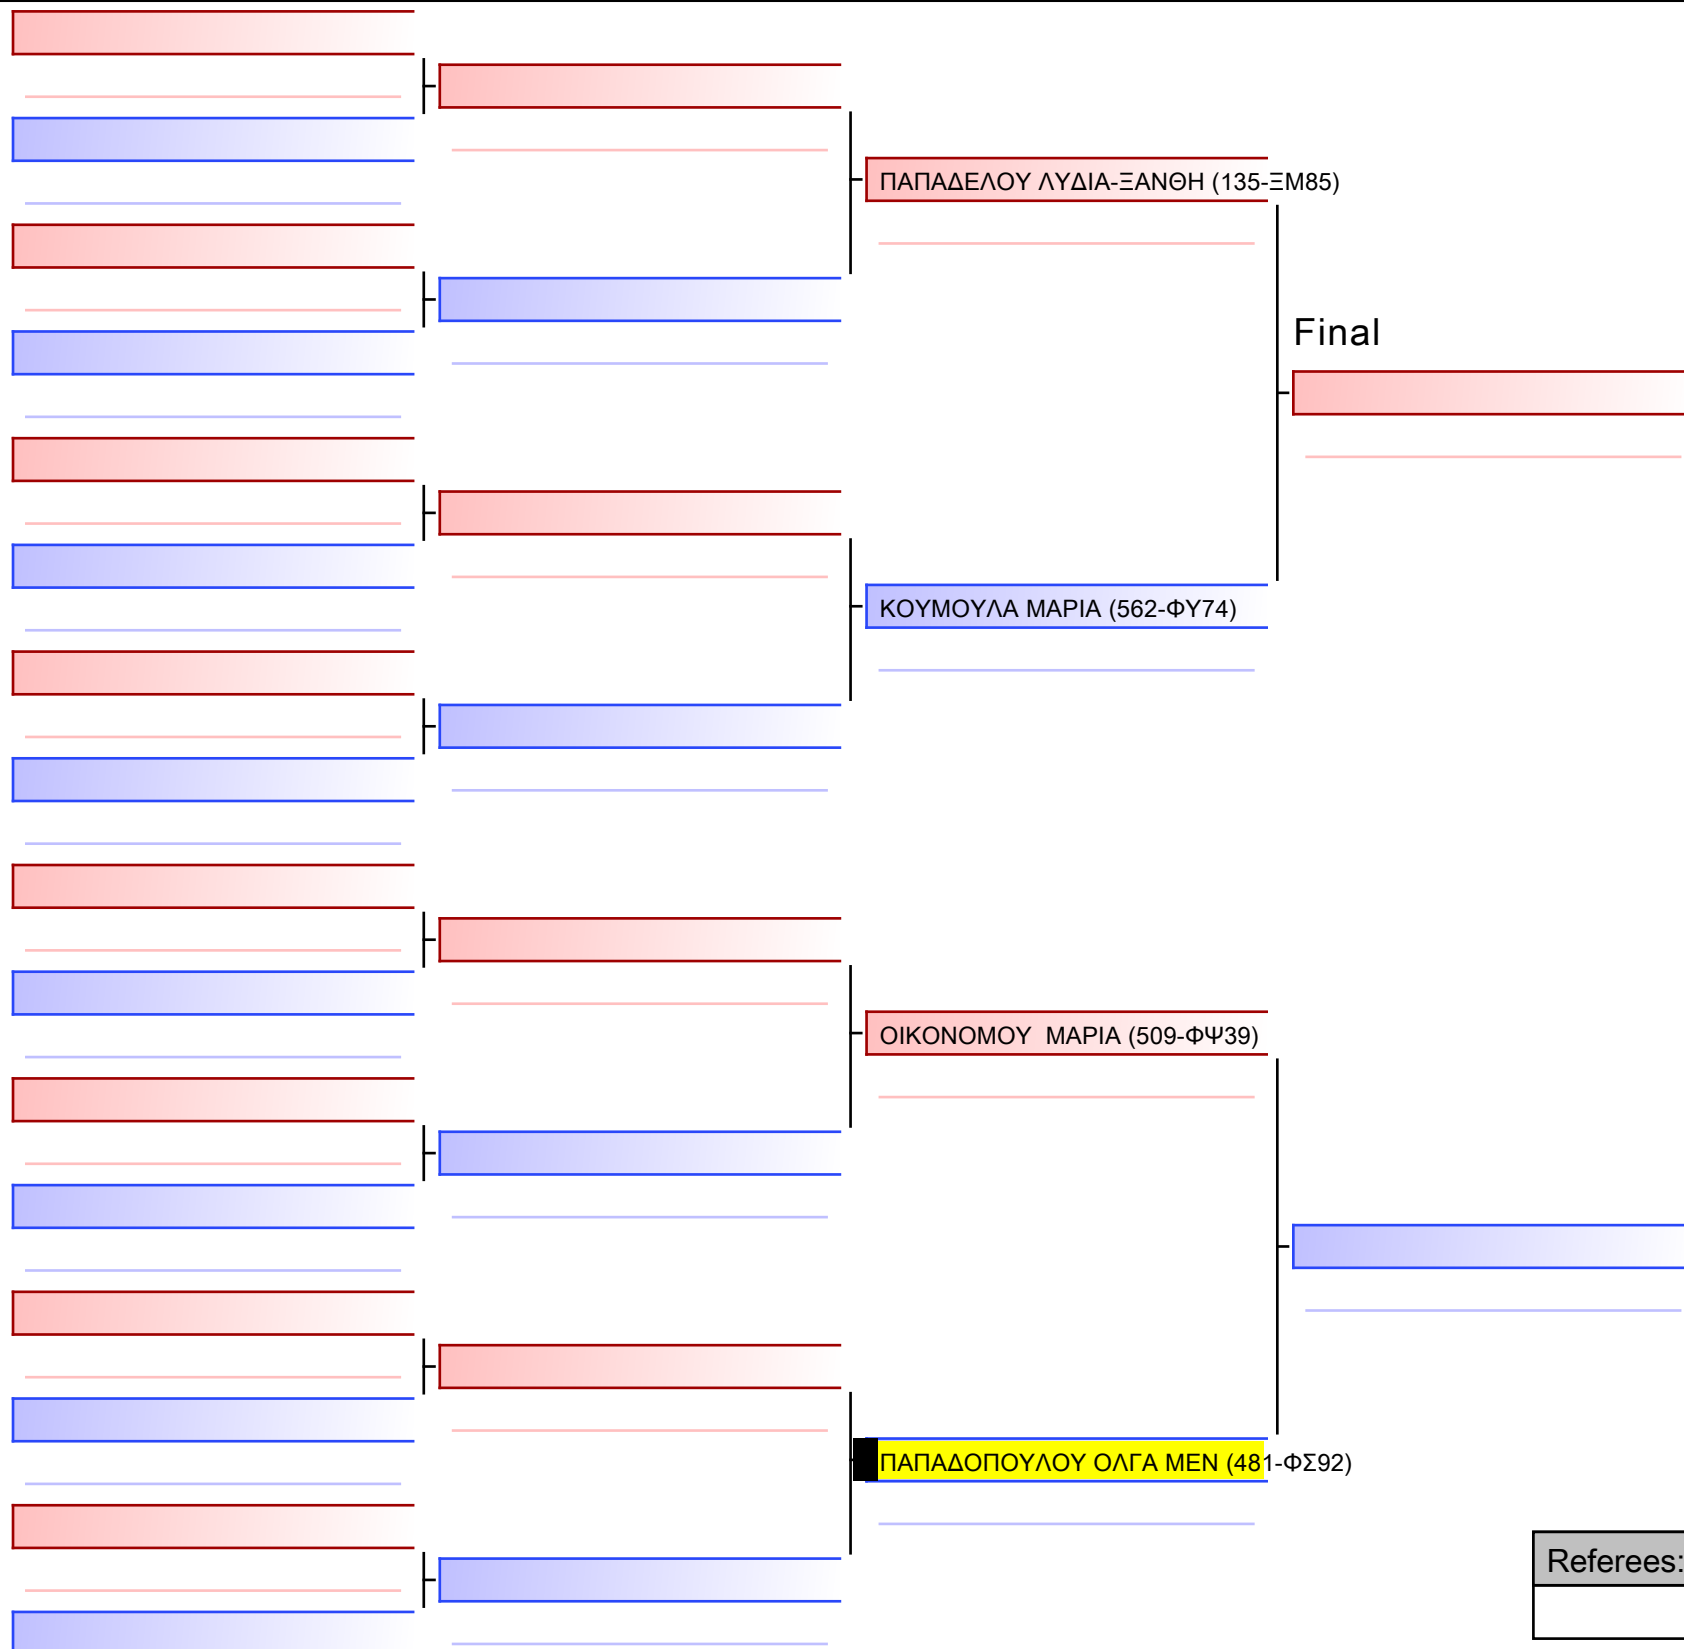 ΠΑΠΑΔΕΛΟΥ ΛΥΔΙΑ-ΞΑΝΘΗ (135-ΞΜ85)
Final
ΚΟΥΜΟΥΛΑ ΜΑΡΙΑ (562-ΦΥ74)
ΟΙΚΟΝΟΜΟΥ  ΜΑΡΙΑ (509-ΦΨ39)
ΠΑΠΑΔΟΠΟΥΛΟΥ ΟΛΓΑ ΜΕΝ (481-ΦΣ92)
Referees: